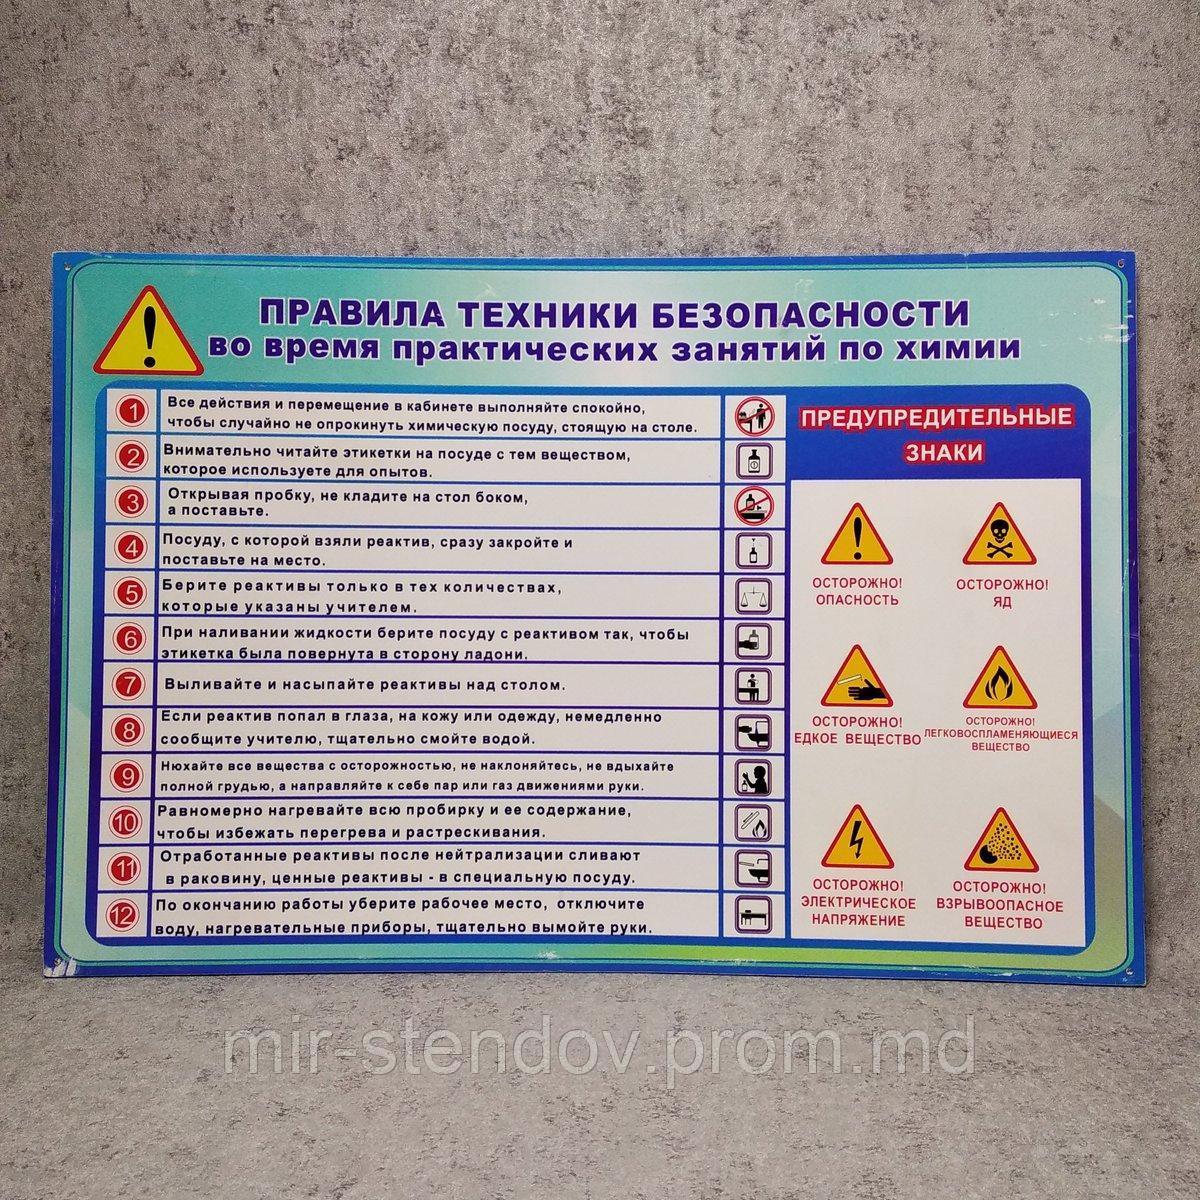 ПРАВИЛА ТЕХНИКИ БЕЗОПАСНОСТИ
во время практических занятий по химии
1
Все действия и перемещение в кабинете выполняйте спокойно,
чтобы случайно не опрокинуть химическую посуду, стоящую на столе.
2
Внимательно читайте этикетки на посуде с тем веществом,
которое используете для опытов.
3
Открывая пробку, не кладите на стол боком,
а поставьте.
4
Посуду, с которой взяли реактив, сразу закройте и
поставьте на место.
5
Берите реактивы только в тех количествах,
которые указаны учителем.
6
При наливании жидкости берите посуду с реактивом так, чтобы
этикетка была повернута в сторону ладони.
7
Выливайте и насыпайте реактивы над столом.
8
Если реактив попал в глаза, на кожу или одежду, немедленно
сообщите учителю, тщательно смойте водой.
9
Нюхайте все вещества с осторожностью, не наклоняйтесь, не вдыхайте
полной грудью, а направляйте к себе пар или газ движениями руки.
10
Равномерно нагревайте всю пробирку и ее содержание,
чтобы избежать перегрева и растрескивания.
11
Отработанные реактивы после нейтрализации сливают
в раковину, ценные реактивы - в специальную посуду.
12
По окончанию работы уберите рабочее место, отключите
воду, нагревательные приборы, тщательно вымойте руки.
ПРЕДУПРЕДИТЕЛЬНЫЕ
ЗНАКИ
ОСТОРОЖНО!
ОПАСНОСТЬ
ОСТОРОЖНО!
ЯД
ОСТОРОЖНО!
ЕДКОЕ ВЕЩЕСТВО
ОСТОРОЖНО!
ЛЕГКОВОСПЛАМЕНЯЮЩИЕСЯ
ВЕЩЕСТВО
ОСТОРОЖНО!
ЭЛЕКТРИЧЕСКОЕ
НАПРЯЖЕНИЕ
ОСТОРОЖНО!
ВЗРЫВООПАСНОЕ
ВЕЩЕСТВО
mir-stendov.prom.md